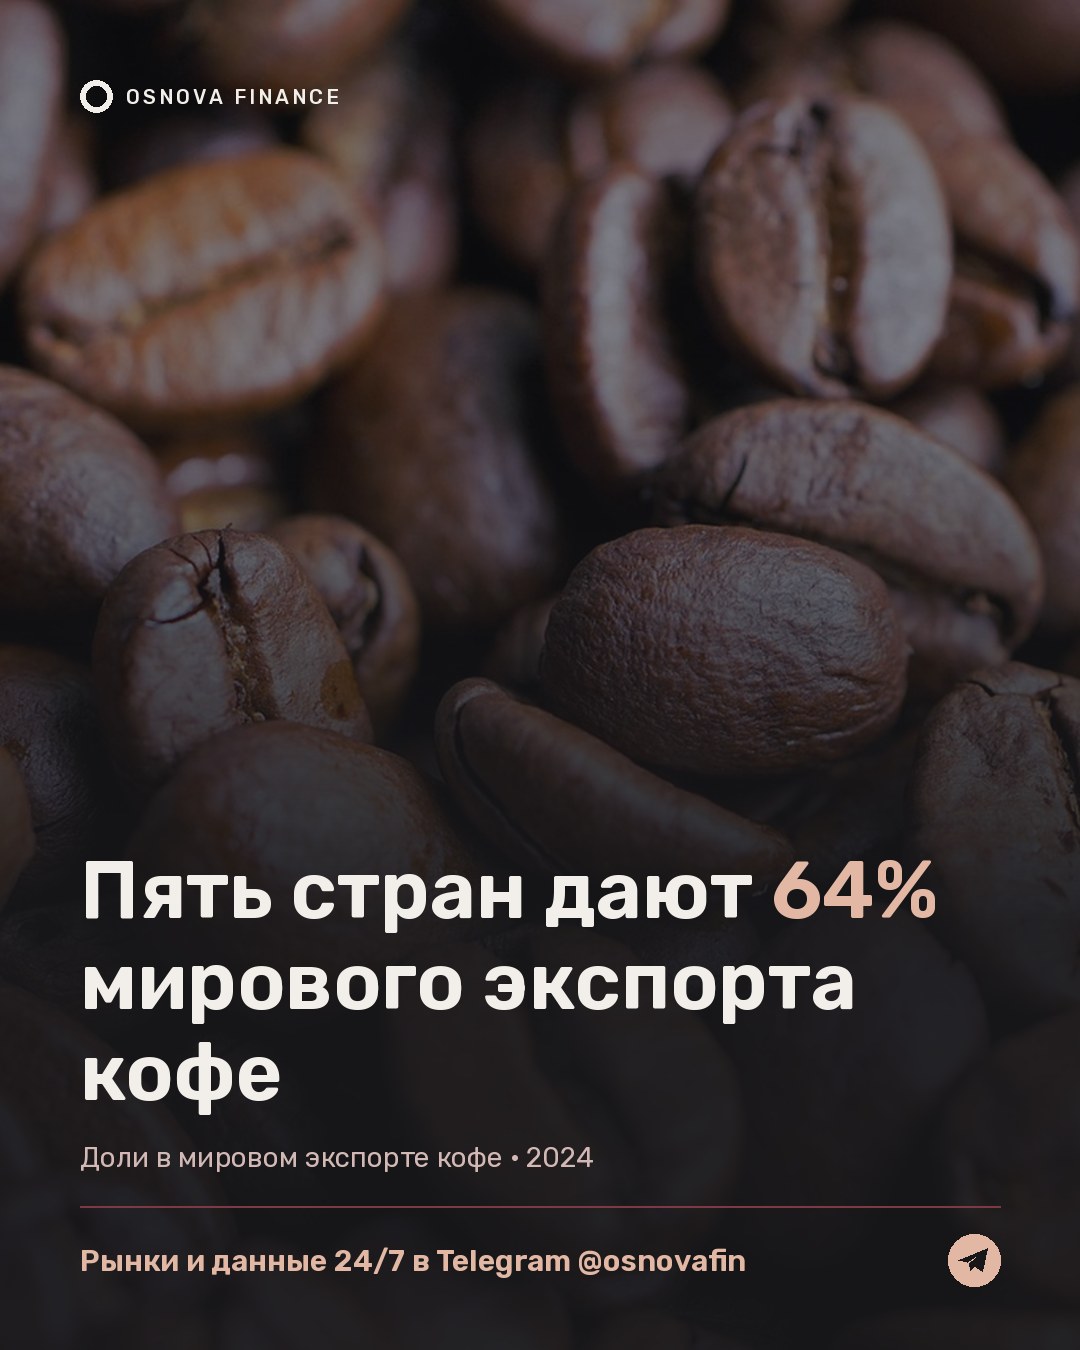 OSNOVA FINANCE
Пять стран дают 64%
мирового экспорта
кофе
Доли в мировом экспорте кофе • 2024
Рынки и данные 24/7 в Telegram @osnovafin